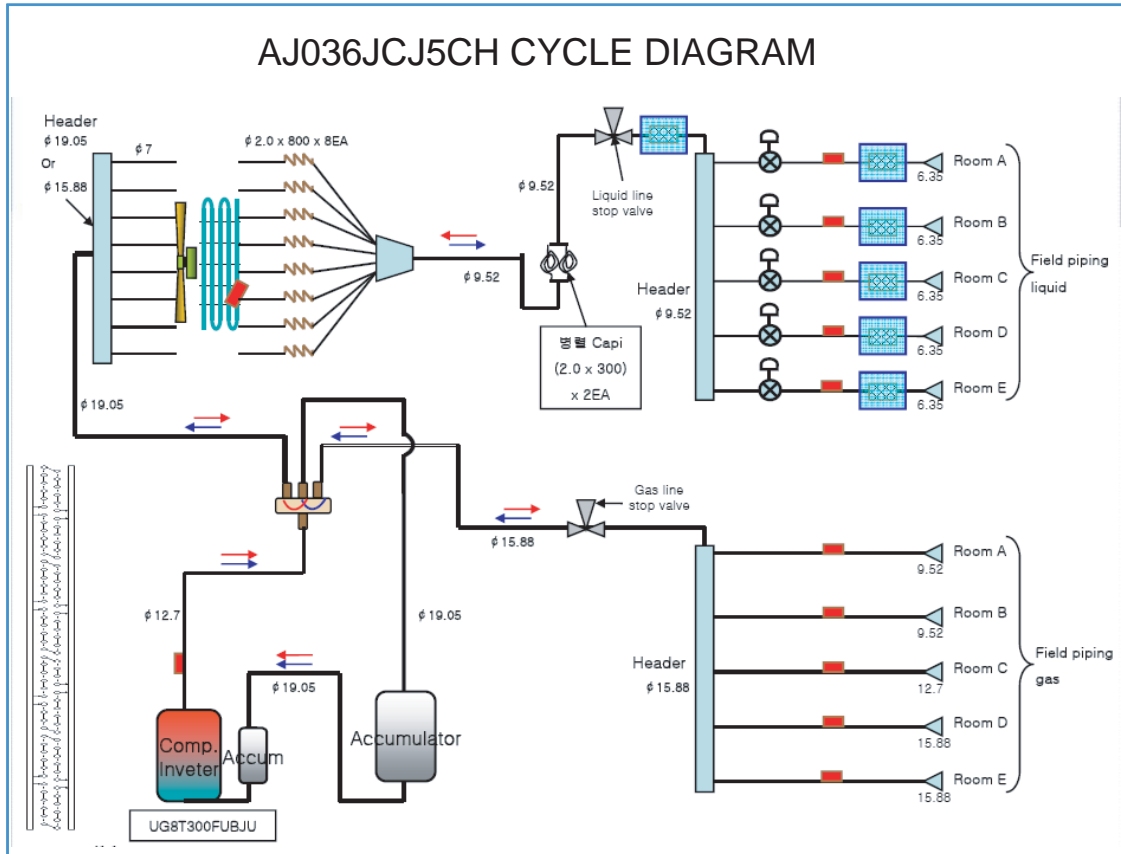 AJ036JCJ5CH CYCLE DIAGRAM
Header
ϕ19.05
Or
ϕ15.88
ϕ7
ϕ2.0 x 800 x 8EA
ϕ9.52
ϕ9.52
Liquid line
stop valve
Header
ϕ9.52
병렬 Capi
(2.0 x 300)
x 2EA
6.35
Room A
6.35
Room B
6.35
Room C
6.35
Room D
6.35
Room E
Field piping
liquid
ϕ19.05
ϕ12.7
ϕ19.05
ϕ19.05
ϕ15.88
Gas line
stop valve
Header
ϕ15.88
9.52
Room A
9.52
Room B
12.7
Room C
15.88
Room D
15.88
Room E
Field piping
gas
Comp.
Inveter
Accum
Accumulator
UG8T300FUBJU